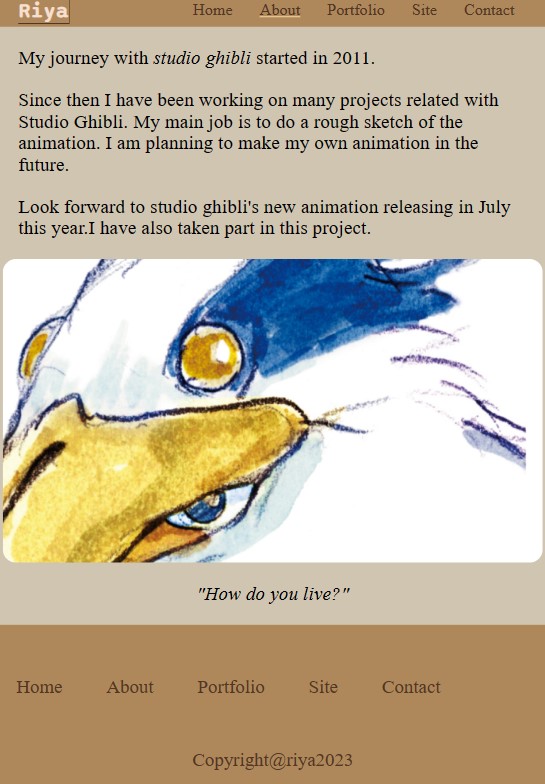 Riya
Home About Portfolio Site Contact
My journey with studio ghibli started in 2011.
Since then I have been working on many projects related with
Studio Ghibli. My main job is to do a rough sketch of the
animation. I am planning to make my own animation in the
future.
Look forward to studio ghibli's new animation releasing in July
this year.I have also taken part in this project.
"How do you live?"
Home About Portfolio Site Contact
Copyright@riya2023